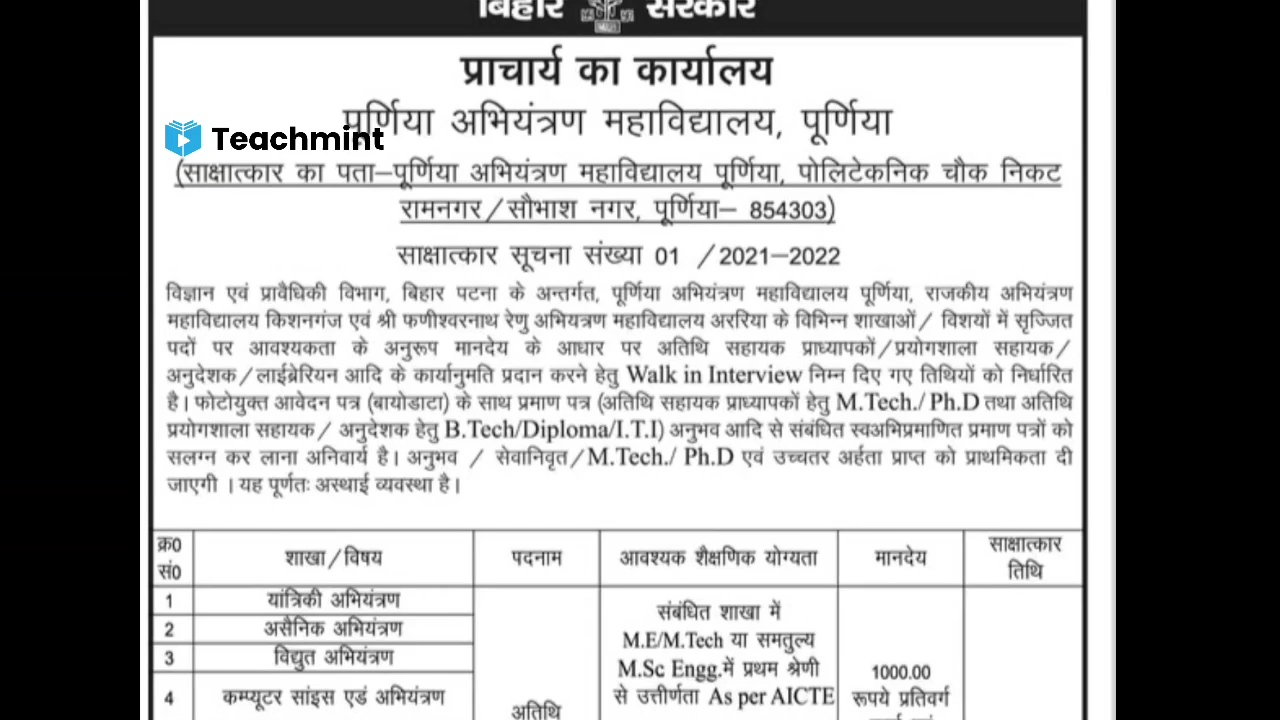 बिहार सरकार
प्राचार्य का कार्यालय
पूर्णिया अभियंत्रण महाविद्यालय, पूर्णिया
Teachmint
(साक्षात्कार का पता–पूर्णिया अभियंत्रण महाविद्यालय पूर्णिया, पोलिटेकनिक चौक निकट
रामनगर/सौभाश नगर, पूर्णिया– 854303)
साक्षात्कार सूचना संख्या 01 /2021–2022
विज्ञान एवं प्रावैधिकी विभाग, बिहार पटना के अन्तर्गत, पूर्णिया अभियंत्रण महाविद्यालय पूर्णिया, राजकीय अभियंत्रण
महाविद्यालय किशनगंज एवं श्री फणीश्वरनाथ रेणु अभियत्रण महाविद्यालय अररिया के विभिन्न शाखाओं/ विशयों में सृज्जित
पदों पर आवश्यकता के अनुरूप मानदेय के आधार पर अतिथि सहायक प्राध्यापकों/प्रयोगशाला सहायक/
अनुदेशक/लाईब्रेरियन आदि के कार्यानुमति प्रदान करने हेतु Walk in Interview निम्न दिए गए तिथियों को निर्धारित
है। फोटोयुक्त आवेदन पत्र (बायोडाटा) के साथ प्रमाण पत्र (अतिथि सहायक प्राध्यापकों हेतु M.Tech./ Ph.D तथा अतिथि
प्रयोगशाला सहायक/ अनुदेशक हेतु B.Tech/Diploma/I.T.I) अनुभव आदि से संबंधित स्वअभिप्रमाणित प्रमाण पत्रों को
सलग्न कर लाना अनिवार्य है। अनुभव / सेवानिवृत/M.Tech./ Ph.D एवं उच्चतर अर्हता प्राप्त को प्राथमिकता दी
जाएगी । यह पूर्णतः अस्थाई व्यवस्था है।
क्र0 सं0 शाखा/विषय पदनाम आवश्यक शैक्षणिक योग्यता मानदेय साक्षात्कार तिथि
1 यांत्रिकी अभियंत्रण
2 असैनिक अभियंत्रण
3 विद्युत अभियंत्रण
4 कम्प्यूटर सांइस एडं अभियंत्रण
अतिथि
संबंधित शाखा में
M.E/M.Tech या समतुल्य
M.Sc Engg.में प्रथम श्रेणी
से उत्तीर्णता As per AICTE
1000.00
रूपये प्रतिवर्ग